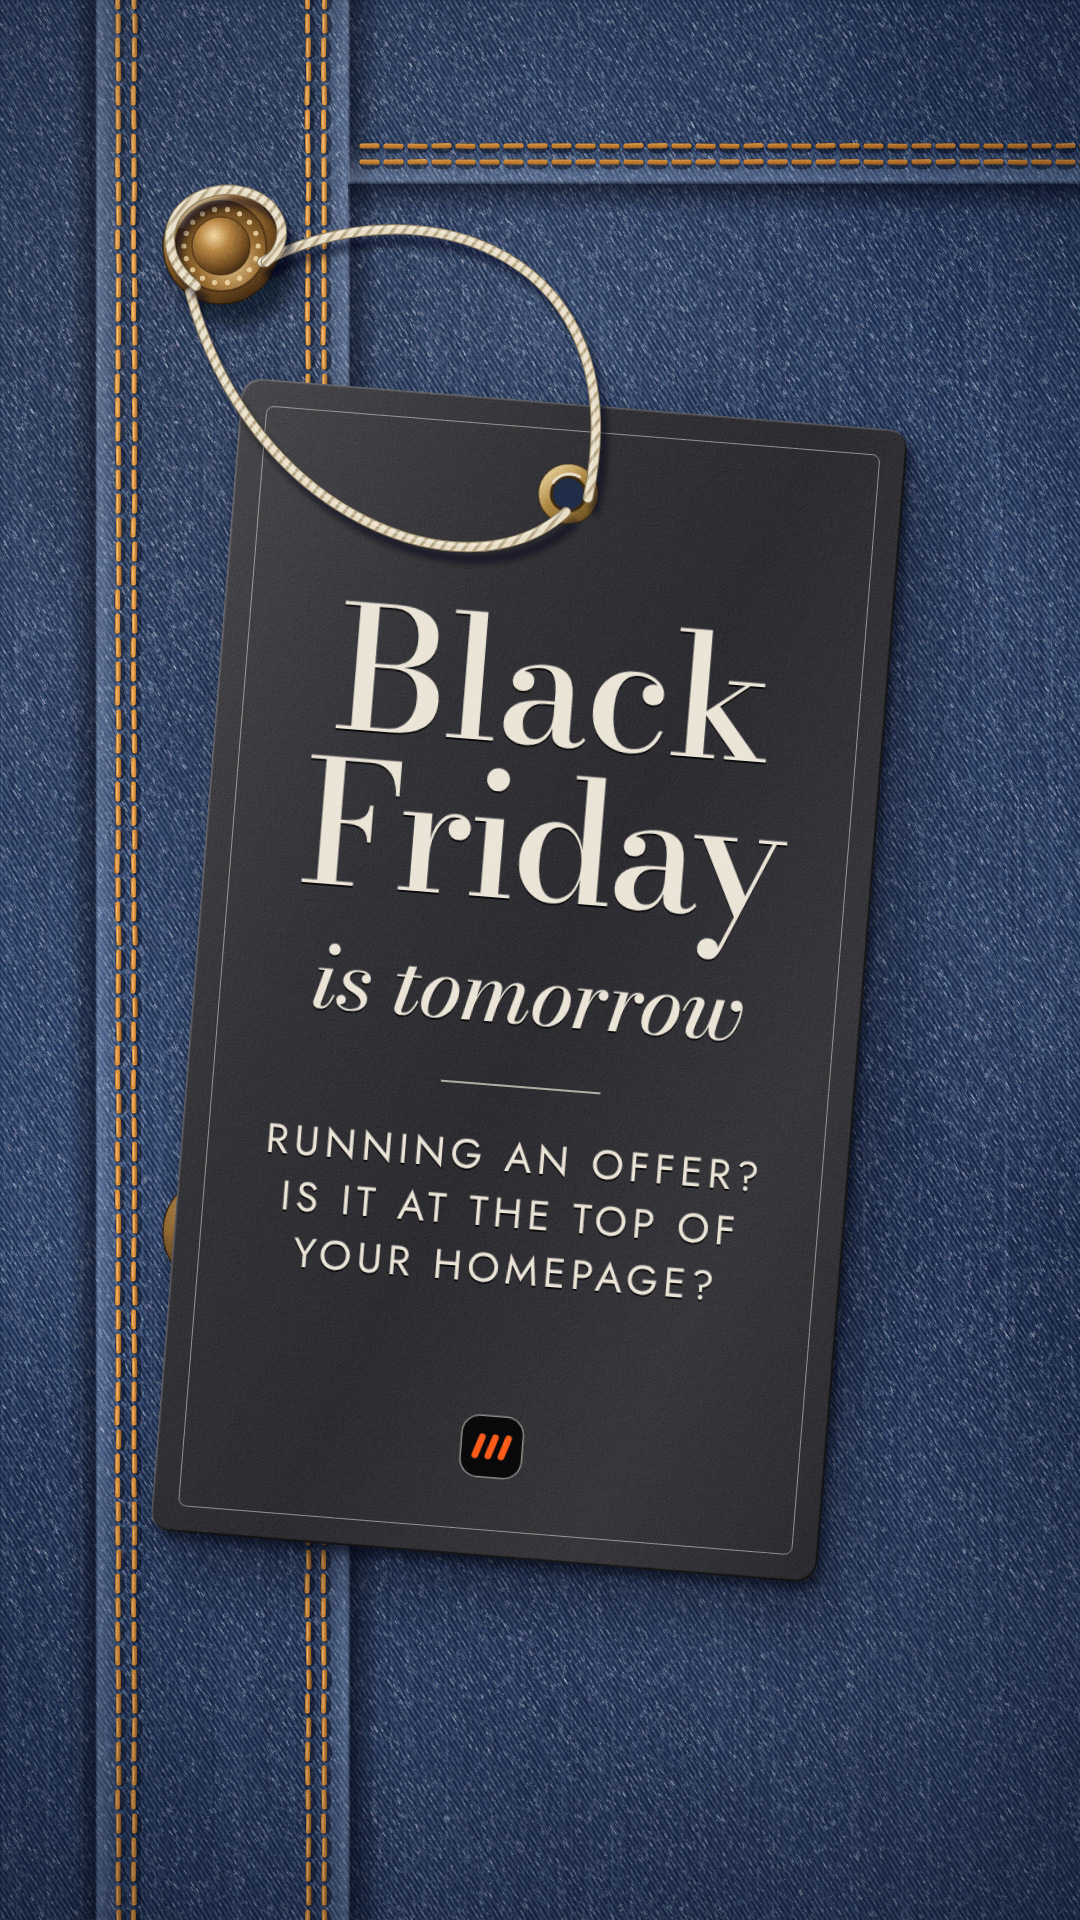 Black
Friday
is tomorrow
RUNNING AN OFFER?
IS IT AT THE TOP OF
YOUR HOMEPAGE?